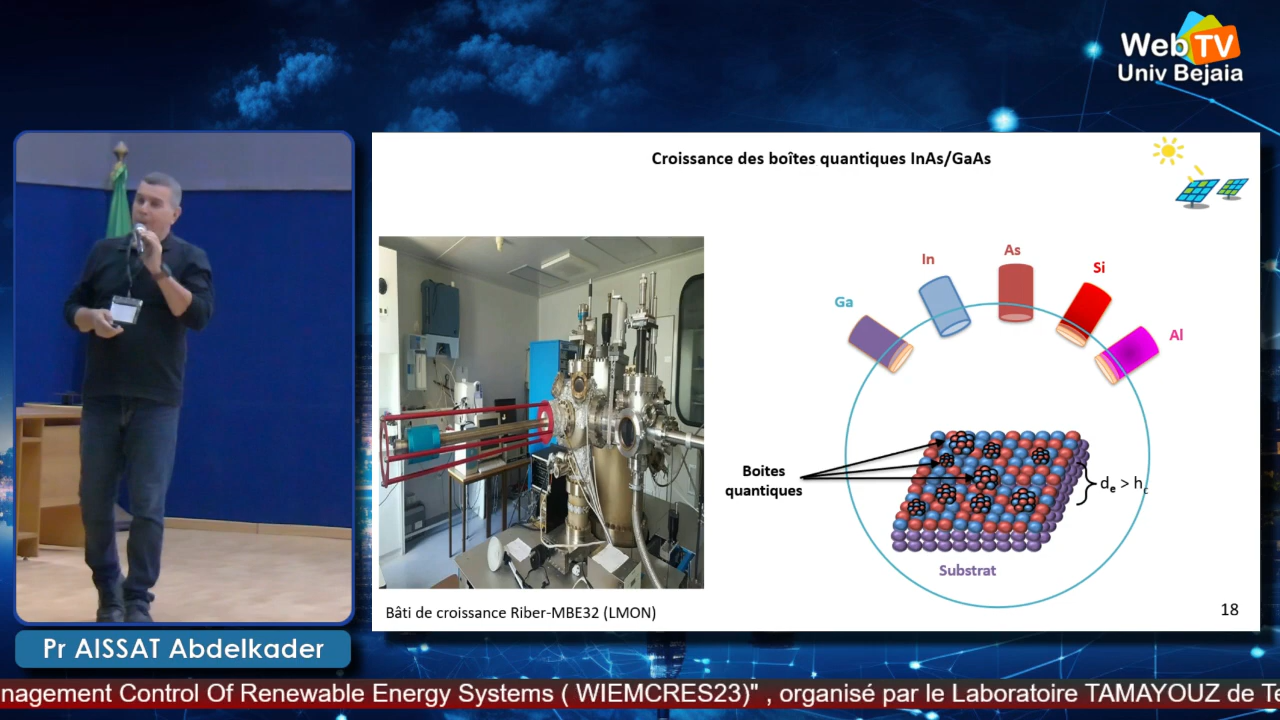 Web TV
Univ Bejaia
Croissance des boîtes quantiques InAs/GaAs
In
As
Si
Ga
Al
Boites
quantiques
de > hc
Substrat
Bâti de croissance Riber-MBE32 (LMON)
18
Pr AISSAT Abdelkader
nagement Control Of Renewable Energy Systems ( WIEMCRES23)" , organisé par le Laboratoire TAMAYOUZ de Te